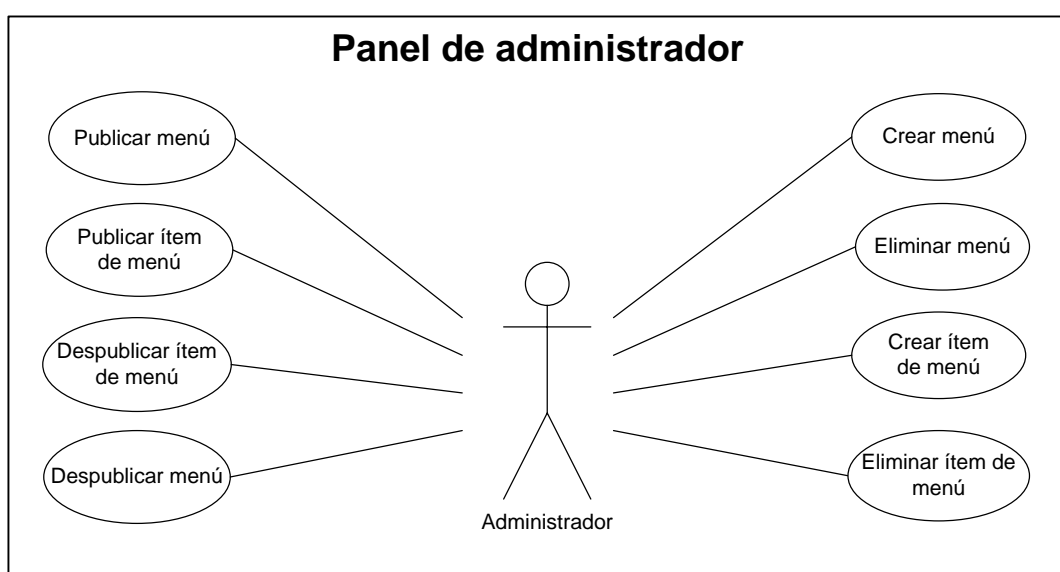 Panel de administrador
Publicar menú
Publicar ítem
de menú
Despublicar ítem
de menú
Despublicar menú
Administrador
Crear menú
Eliminar menú
Crear ítem
de menú
Eliminar ítem de
menú